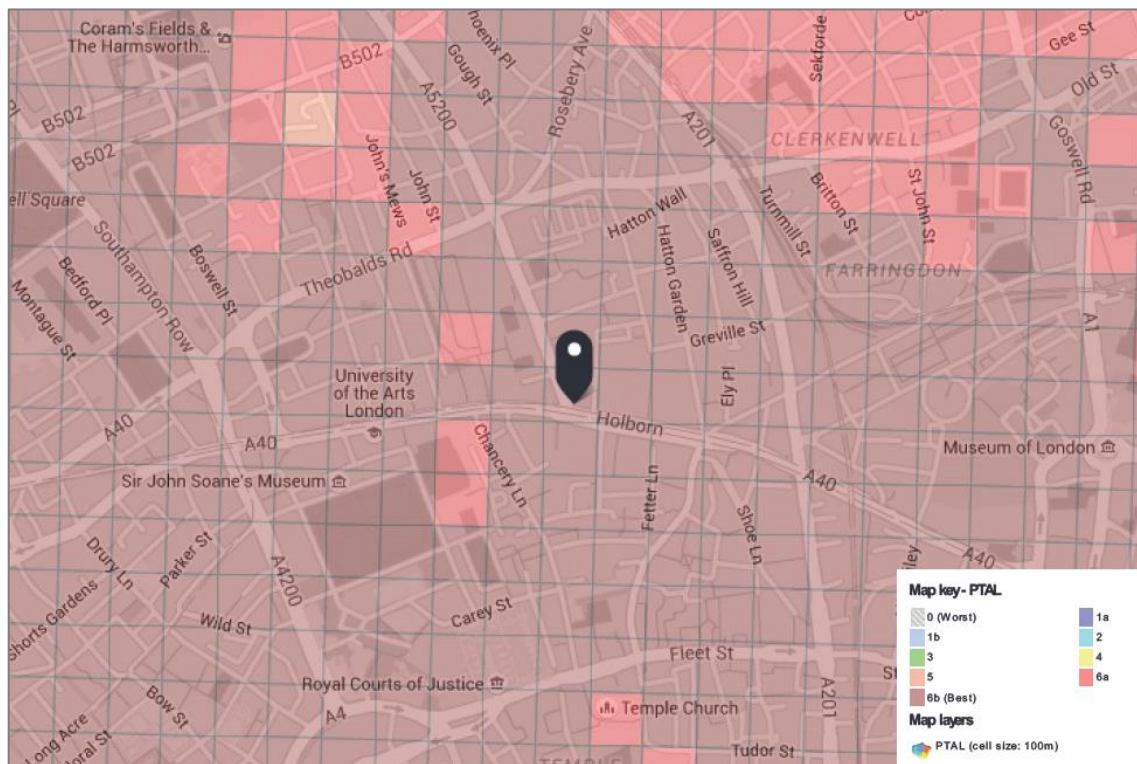 Coram's Fields &
The Harmsworth...
B502
B502
B502
A5200
Gough St
Phoenix Pl
Rosebery Ave
A201
Sekforde
Gee St
Old St
Goswell Rd
CLERKENWELL
John's Mews
John St
ell Square
Southampton Row
Boswell St
Bedford Pl
Montague St
Theobalds Rd
Hatton Wall
Hatton Garden
Saffron Hill
Turnmill St
Britton St
St John St
FARRINGDON
A1
Greville St
Ely Pl
University
of the Arts
London
A40
A40
Holborn
Chancery Ln
Museum of London
Sir John Soane's Museum
A40
Fetter Ln
Shoe Ln
A40
Drury Ln
Parker St
A4200
Shorts Gardens
Wild St
Carey St
Fleet St
Royal Courts of Justice
A4
Temple Church
A201
Bow St
Long Acre
Tudor St
TEMPLE
Map key - PTAL
0 (Worst)
1a
1b
2
3
4
5
6a
6b (Best)
Map layers
PTAL (cell size: 100m)